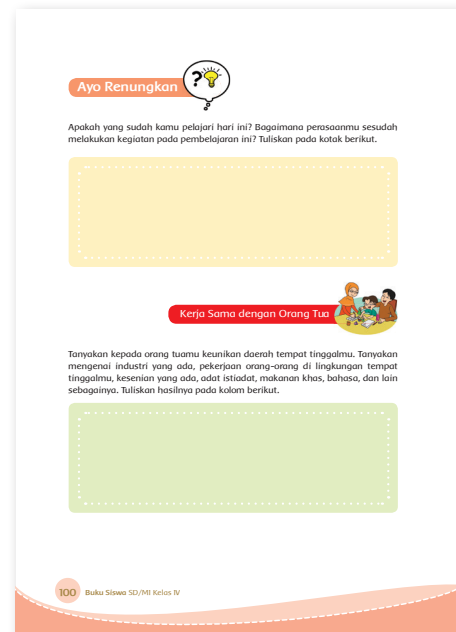 Ayo Renungkan
?
Apakah yang sudah kamu pelajari hari ini? Bagaimana perasaanmu sesudah
melakukan kegiatan pada pembelajaran ini? Tuliskan pada kotak berikut.
Kerja Sama dengan Orang Tua
Tanyakan kepada orang tuamu keunikan daerah tempat tinggalmu. Tanyakan
mengenai industri yang ada, pekerjaan orang-orang di lingkungan tempat
tinggalmu, kesenian yang ada, adat istiadat, makanan khas, bahasa, dan lain
sebagainya. Tuliskan hasilnya pada kolom berikut.
100 Buku Siswa SD/MI Kelas IV